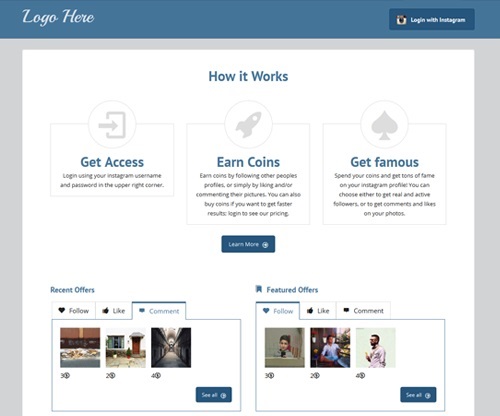 Logo Here
Login with Instagram
How it Works
Get Access
Login using your instagram username
and password in the upper right corner.
Earn Coins
Earn coins by following other peoples
profiles, or simply by liking and/or
commenting their pictures. You can also
buy coins if you want to get faster
results: login to see our pricing.
Get famous
Spend your coins and get tons of fame
on your instagram profile! You can
choose either to get real and active
followers, or to get comments and likes
on your photos.
Learn More
Recent Offers
Follow
Like
Comment
3
2
4
See all
Featured Offers
Follow
Like
Comment
3
2
4
See all